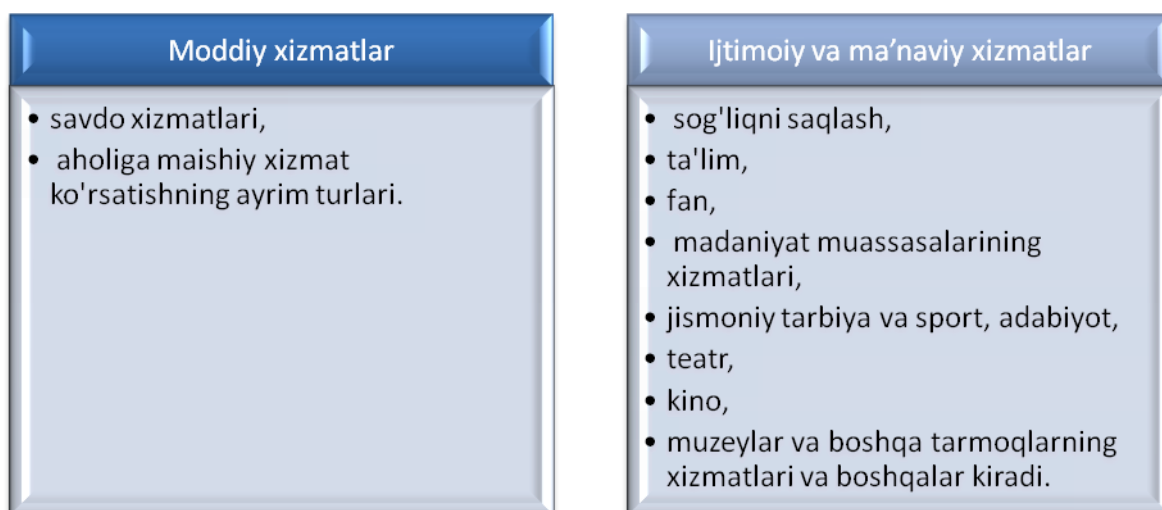 Moddiy xizmatlar
• savdo xizmatlari,
• aholiga maishiy xizmat
ko'rsatishning ayrim turlari.
Ijtimoiy va ma’naviy xizmatlar
• sog'liqni saqlash,
• ta'lim,
• fan,
• madaniyat muassasalarining
xizmatlari,
• jismoniy tarbiya va sport, adabiyot,
• teatr,
• kino,
• muzeylar va boshqa tarmoqlarning
xizmatlari va boshqalar kiradi.